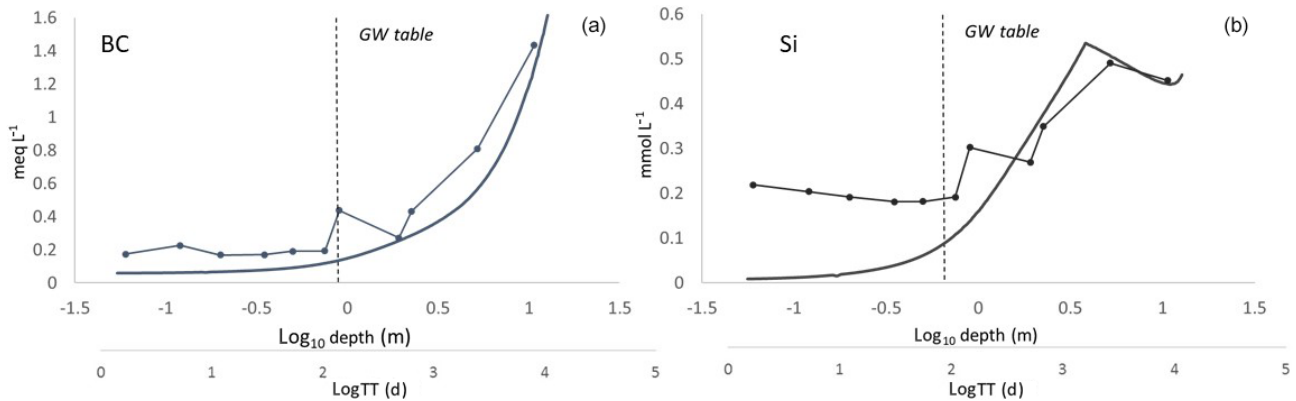 1.6
1.4
1.2
1
0.8
0.6
0.4
0.2
0
meq L⁻¹
BC
GW table
(a)
-1.5 -1 -0.5 0 0.5 1 1.5
Log₁₀ depth (m)
0 1 2 3 4 5
LogTT (d)
0.6
0.5
0.4
0.3
0.2
0.1
0
mmol L⁻¹
Si
GW table
(b)
-1.5 -1 -0.5 0 0.5 1 1.5
Log₁₀ depth (m)
0 1 2 3 4 5
LogTT (d)